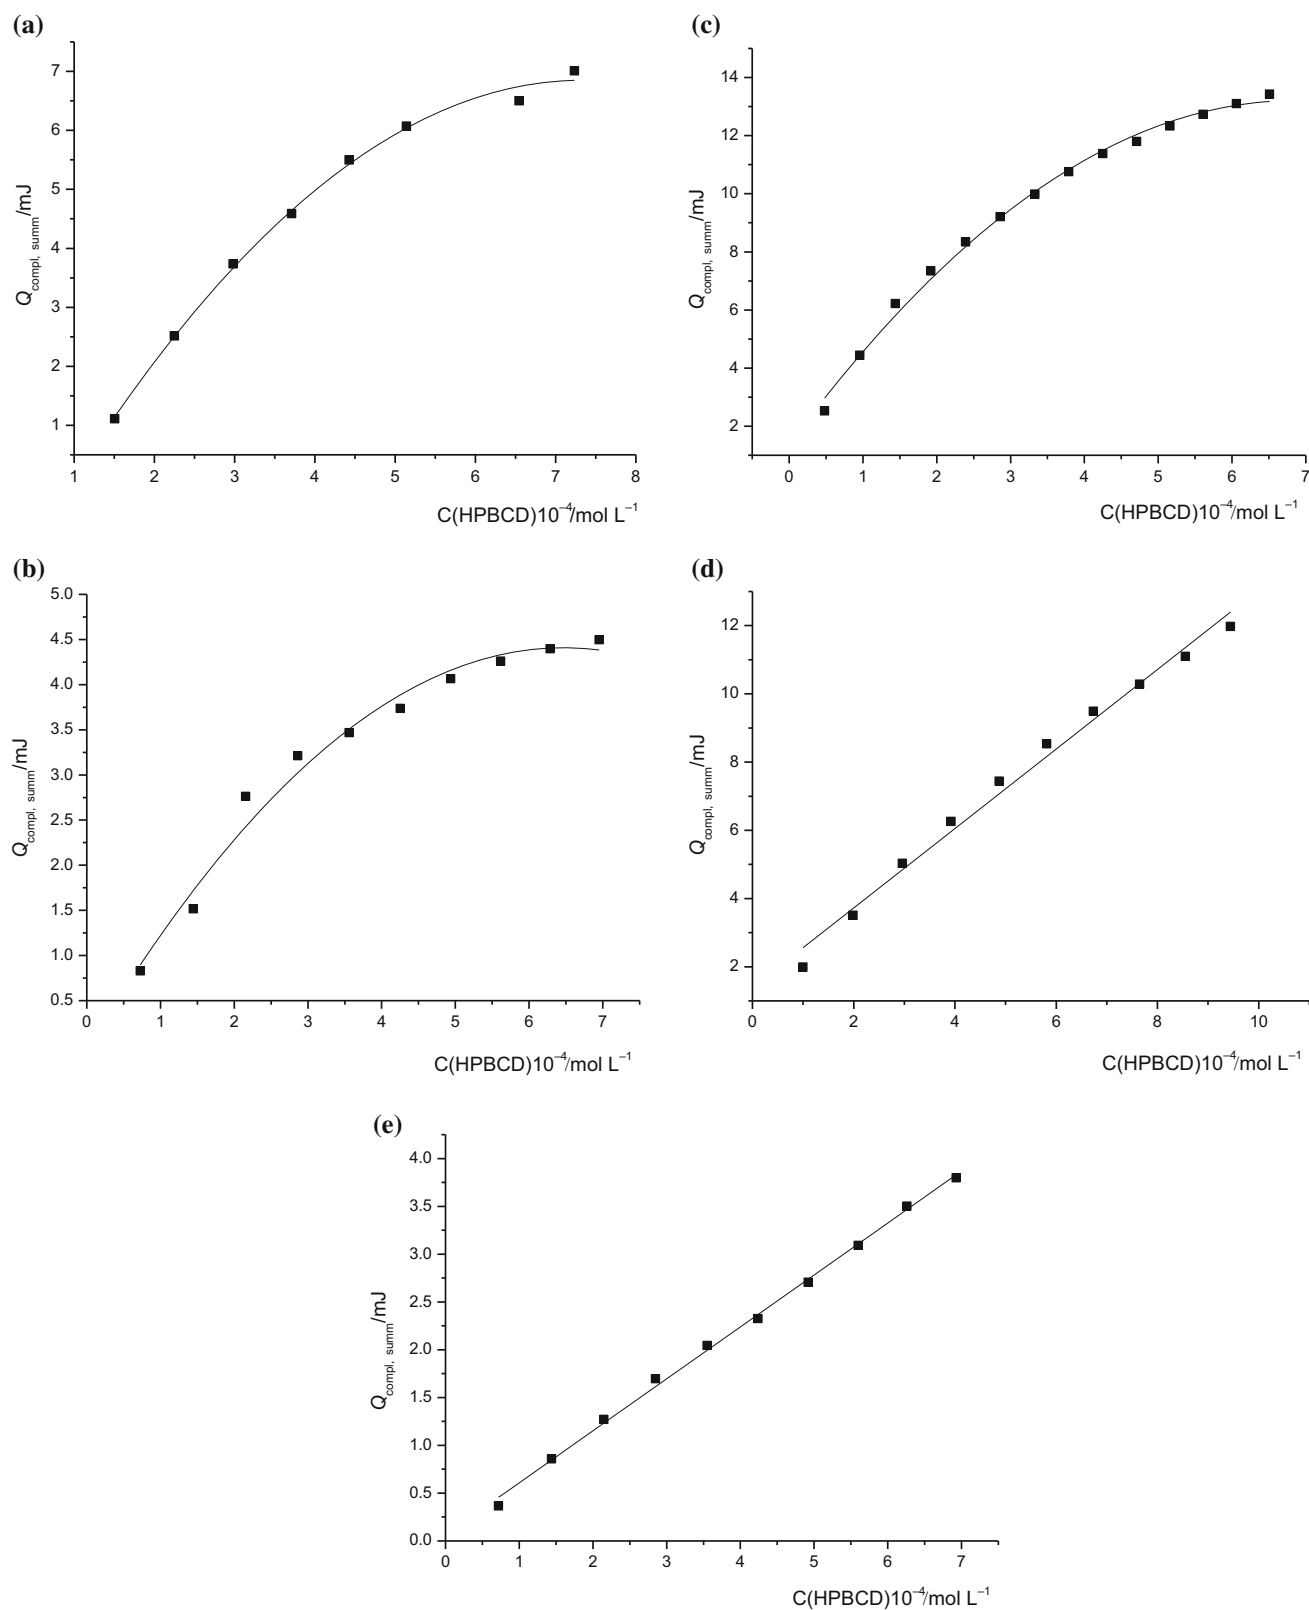 (a)
7
6
5
4
3
2
1
Qcompl, summ/mJ
1 2 3 4 5 6 7 8
C(HPBCD)10⁻⁴/mol L⁻¹
(c)
14
12
10
8
6
4
2
Qcompl, summ/mJ
0 1 2 3 4 5 6 7
C(HPBCD)10⁻⁴/mol L⁻¹
(b)
5.0
4.5
4.0
3.5
3.0
2.5
2.0
1.5
1.0
0.5
Qcompl, summ/mJ
0 1 2 3 4 5 6 7
C(HPBCD)10⁻⁴/mol L⁻¹
(d)
12
10
8
6
4
2
Qcompl, summ/mJ
0 2 4 6 8 10
C(HPBCD)10⁻⁴/mol L⁻¹
(e)
4.0
3.5
3.0
2.5
2.0
1.5
1.0
0.5
0.0
Qcompl, summ/mJ
0 1 2 3 4 5 6 7
C(HPBCD)10⁻⁴/mol L⁻¹